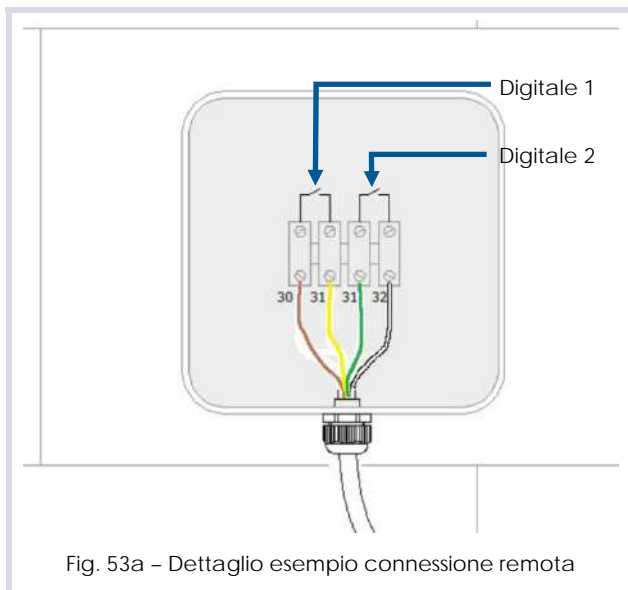 Digitale 1
Digitale 2
30 31 31 32
Fig. 53a – Dettaglio esempio connessione remota